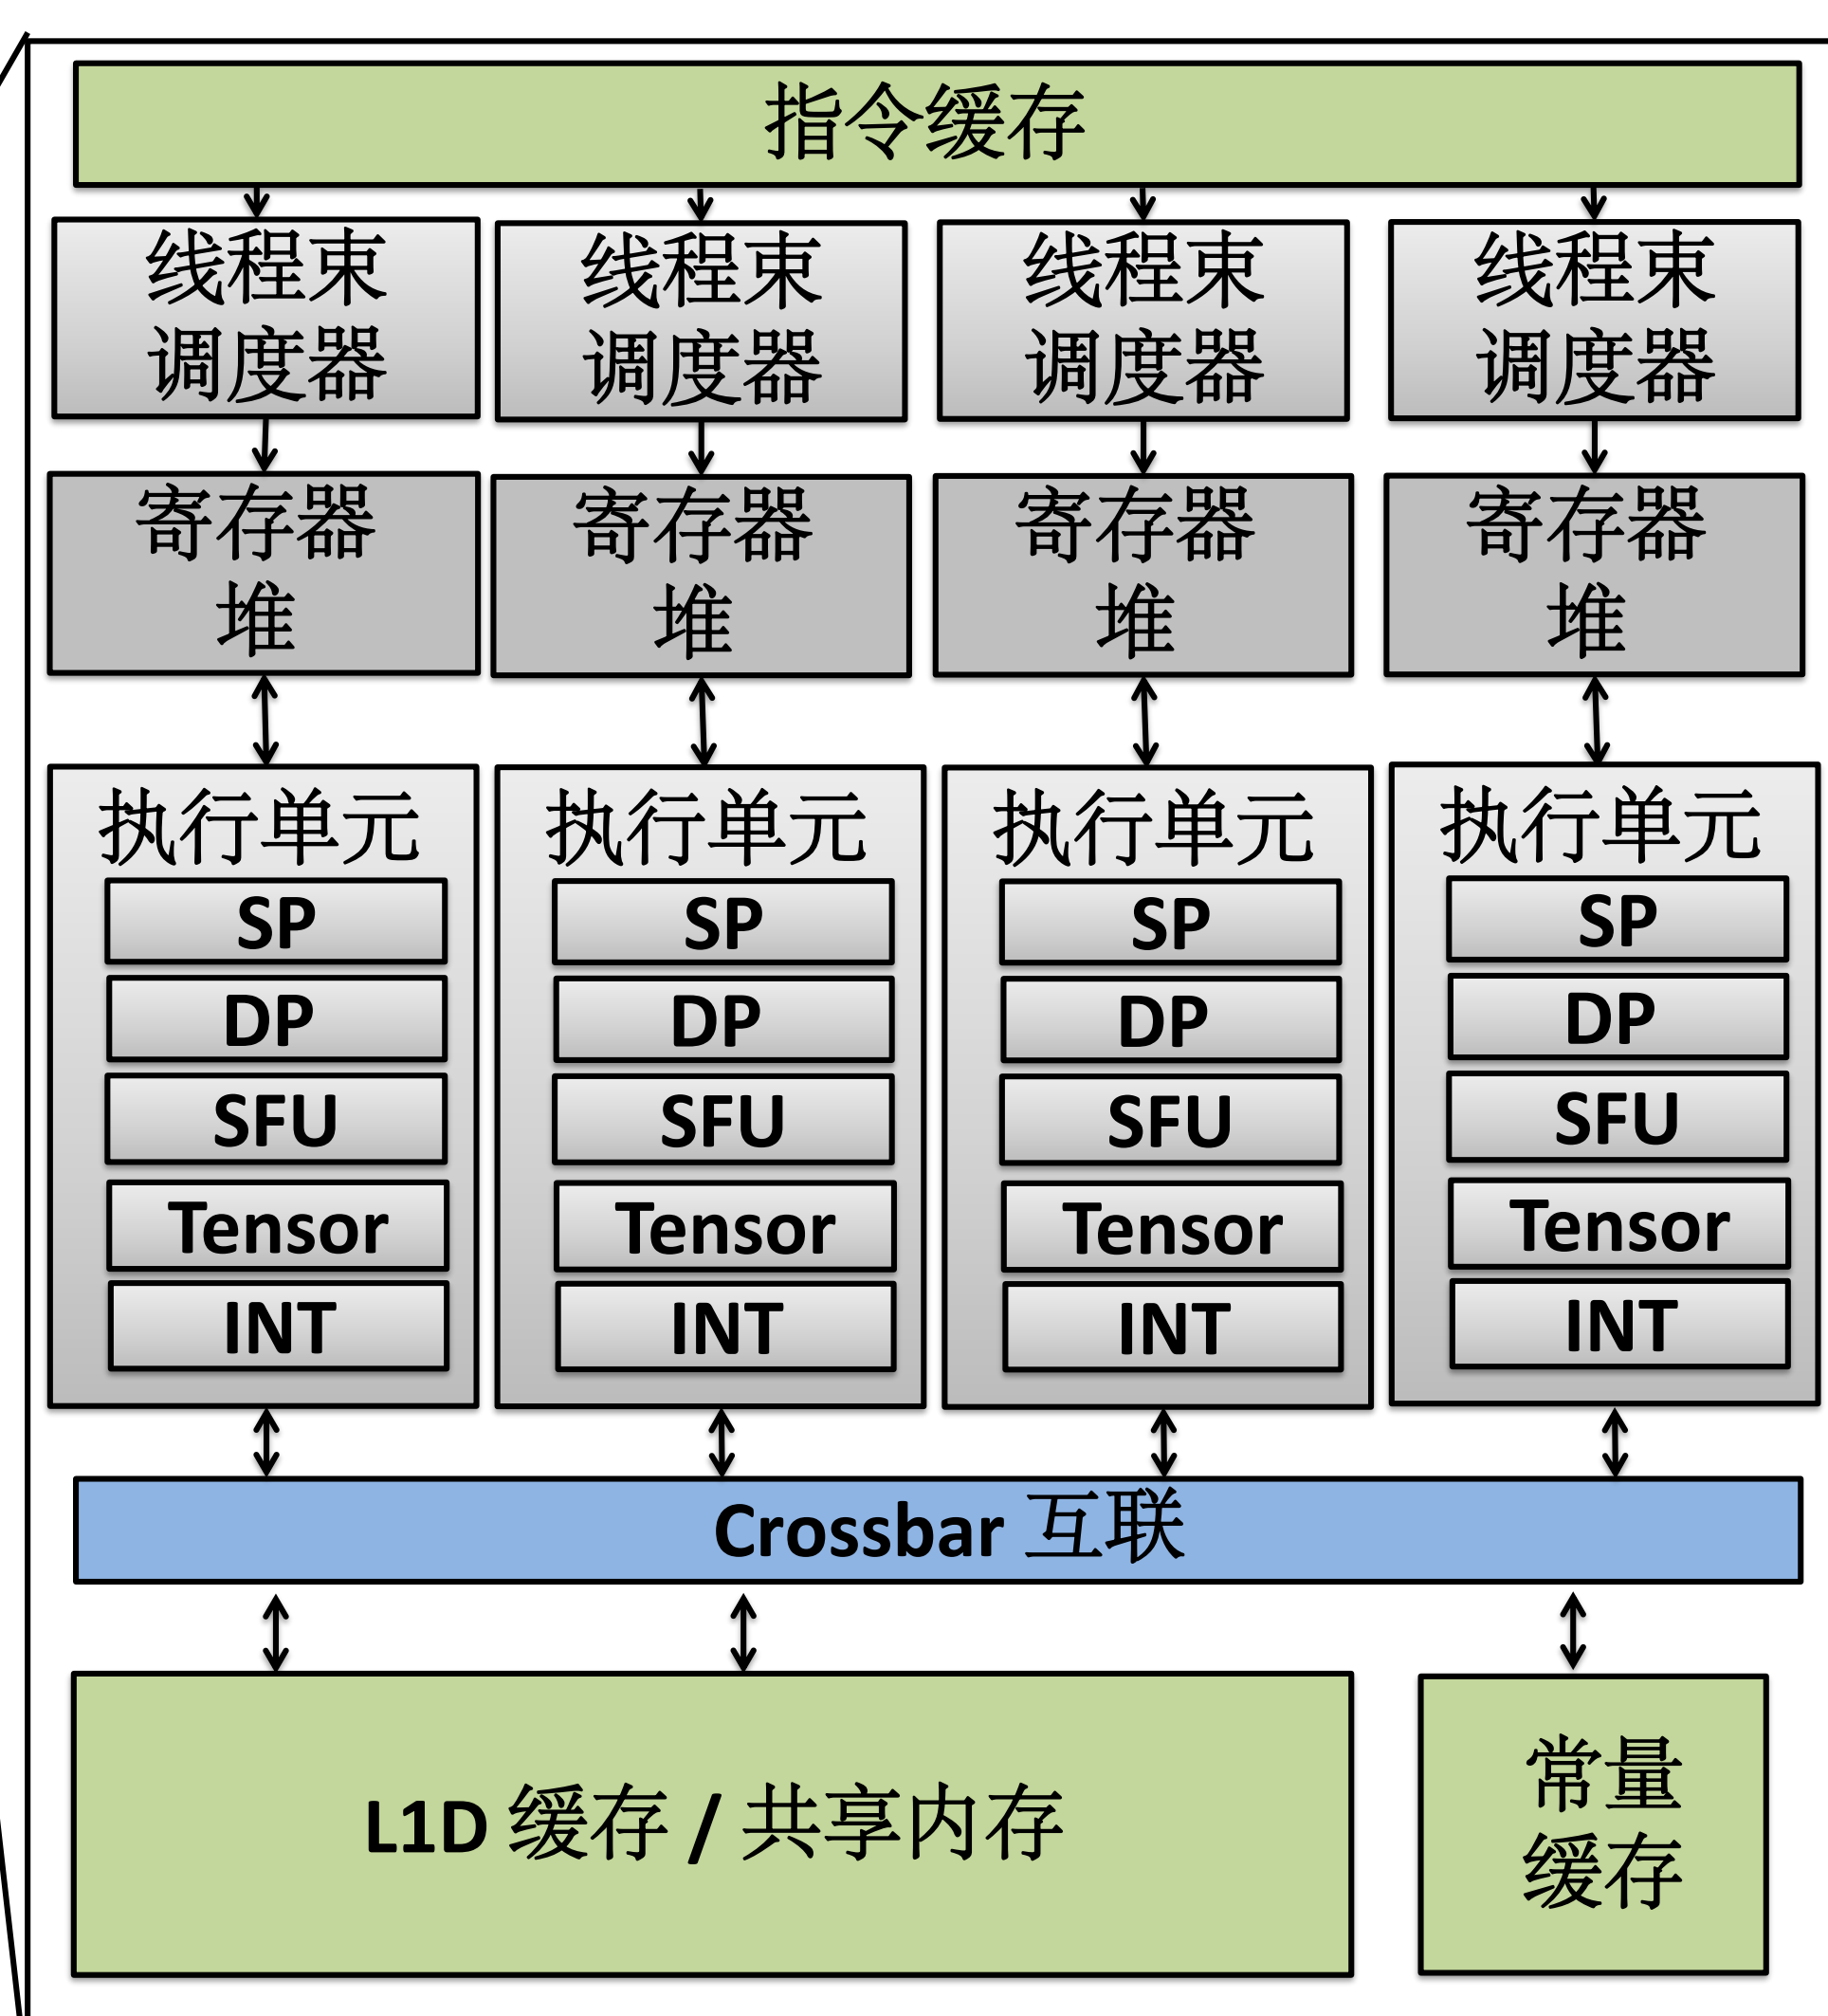 指令缓存
线程束 线程束 线程束 线程束
调度器 调度器 调度器 调度器
寄存器 寄存器 寄存器 寄存器
堆 堆 堆 堆
执行单元 执行单元 执行单元 执行单元
SP SP SP SP
DP DP DP DP
SFU SFU SFU SFU
Tensor Tensor Tensor Tensor
INT INT INT INT
Crossbar 互联
L1D 缓存 / 共享内存
常量
缓存